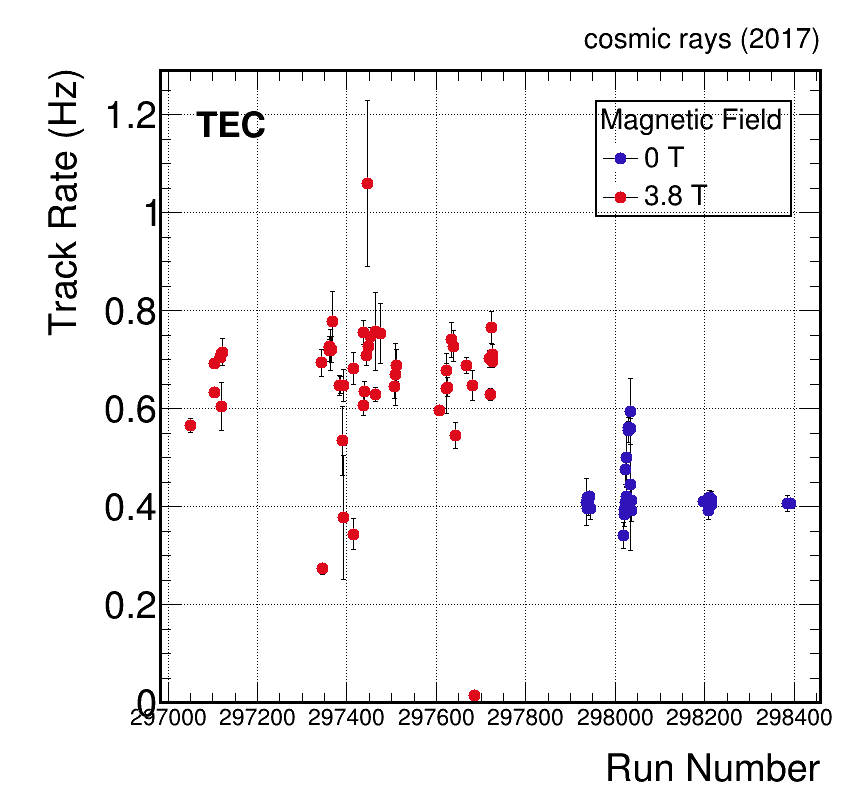 cosmic rays (2017)
Track Rate (Hz)
TEC
Magnetic Field
0 T
3.8 T
1.2
1
0.8
0.6
0.4
0.2
0
297000 297200 297400 297600 297800 298000 298200 298400
Run Number